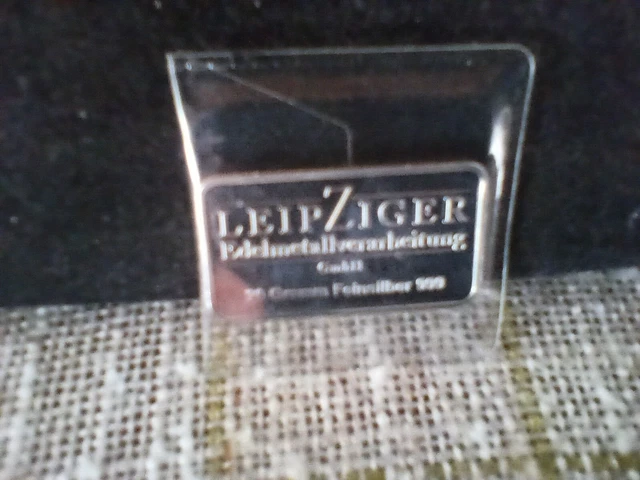 LEIPZIGER
Edelmetallverarbeitung
GmbH
Gramm Feinsilber 999